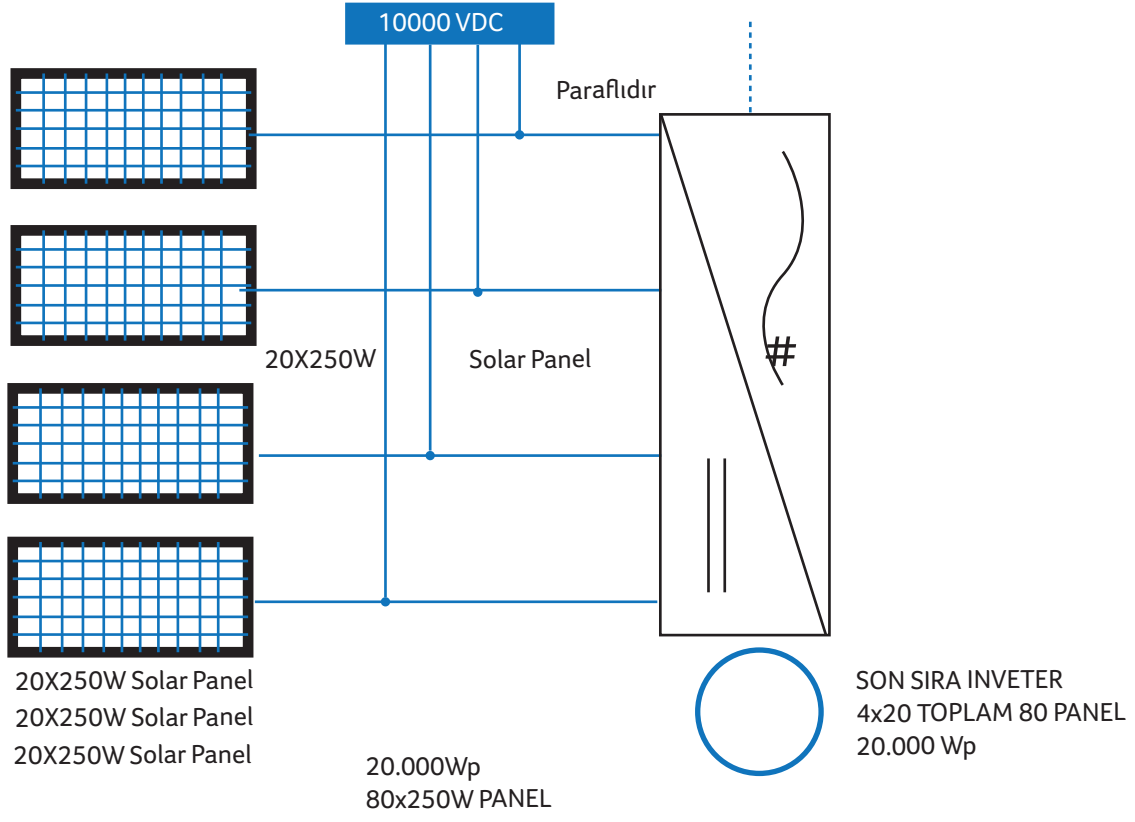 10000 VDC
Paraflıdır
20X250W
Solar Panel
#
20X250W Solar Panel
20X250W Solar Panel
20X250W Solar Panel
SON SIRA INVETER
4x20 TOPLAM 80 PANEL
20.000 Wp
20.000Wp
80x250W PANEL